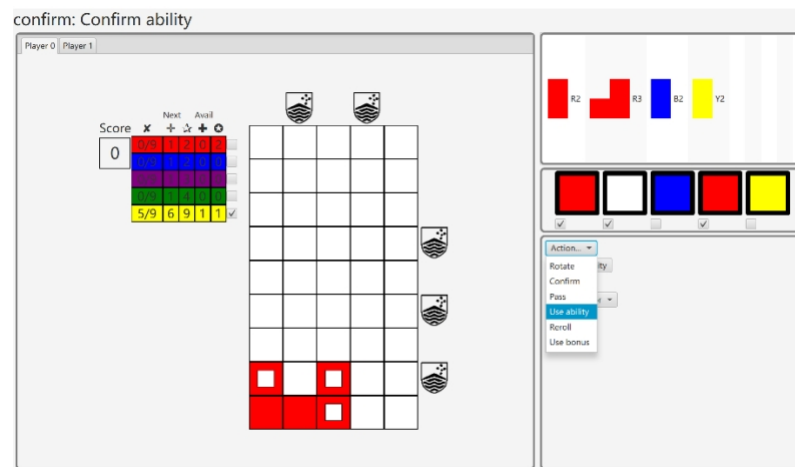 confirm: Confirm ability
Player 0 Player 1
Next Avail
Score
0
0/9 1 2 0 2
0/9 1 2 0 0
0/9 1 4 0 0
5/9 6 9 1 1
R2 R3 B2 Y2
Action...
Rotate
Confirm
Pass
Use ability
Reroll
Use bonus